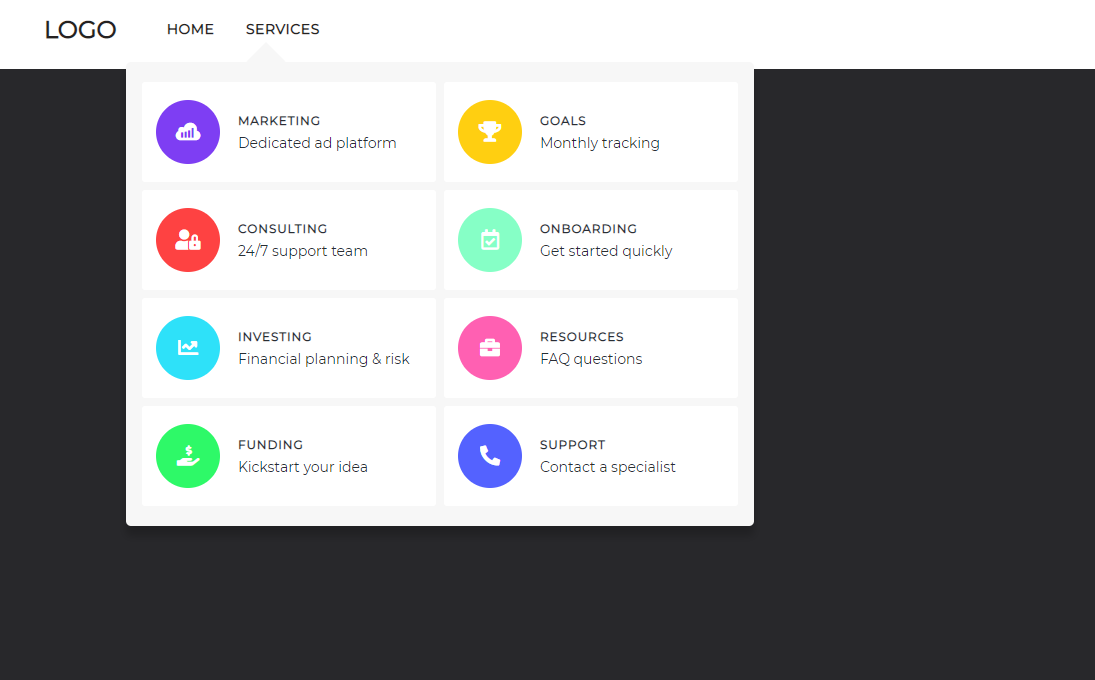 LOGO
HOME
SERVICES
MARKETING
Dedicated ad platform
GOALS
Monthly tracking
CONSULTING
24/7 support team
ONBOARDING
Get started quickly
INVESTING
Financial planning & risk
RESOURCES
FAQ questions
FUNDING
Kickstart your idea
SUPPORT
Contact a specialist